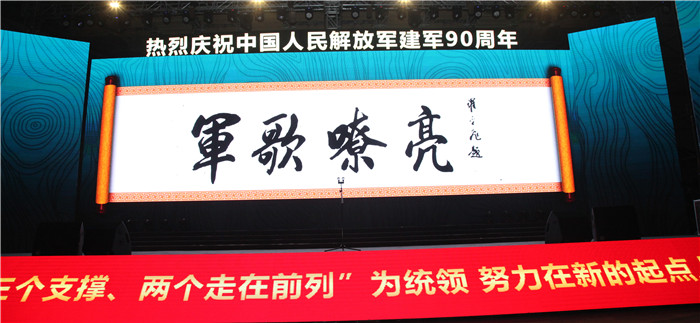 热烈庆祝中国人民解放军建军90周年
軍歌嘹亮
三个支撑、两个走在前列”为统领 努力在新的起点